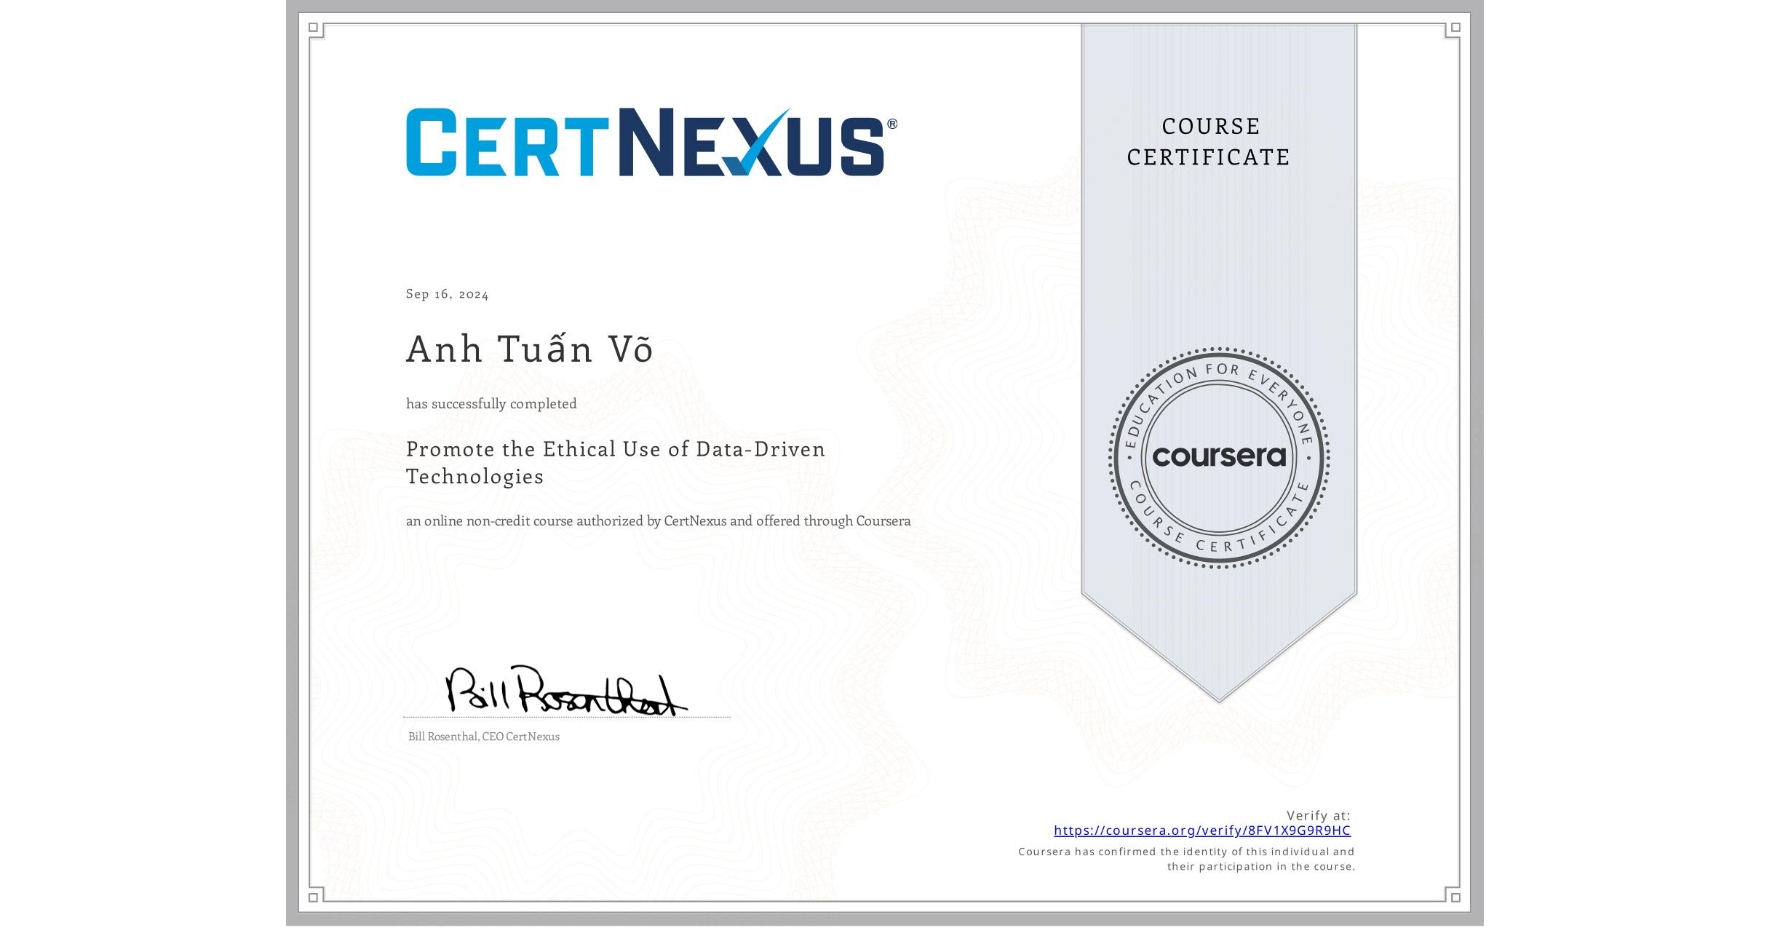 CERTNEXUS®
COURSE
CERTIFICATE
Sep 16, 2024
Anh Tuấn Võ
has successfully completed
Promote the Ethical Use of Data-Driven
Technologies
an online non-credit course authorized by CertNexus and offered through Coursera
EDUCATION FOR EVERYONE
coursera
COURSE CERTIFICATE
Bill Rosenthal
Bill Rosenthal, CEO CertNexus
Verify at:
https://coursera.org/verify/8FV1X9G9R9HC
Coursera has confirmed the identity of this individual and
their participation in the course.